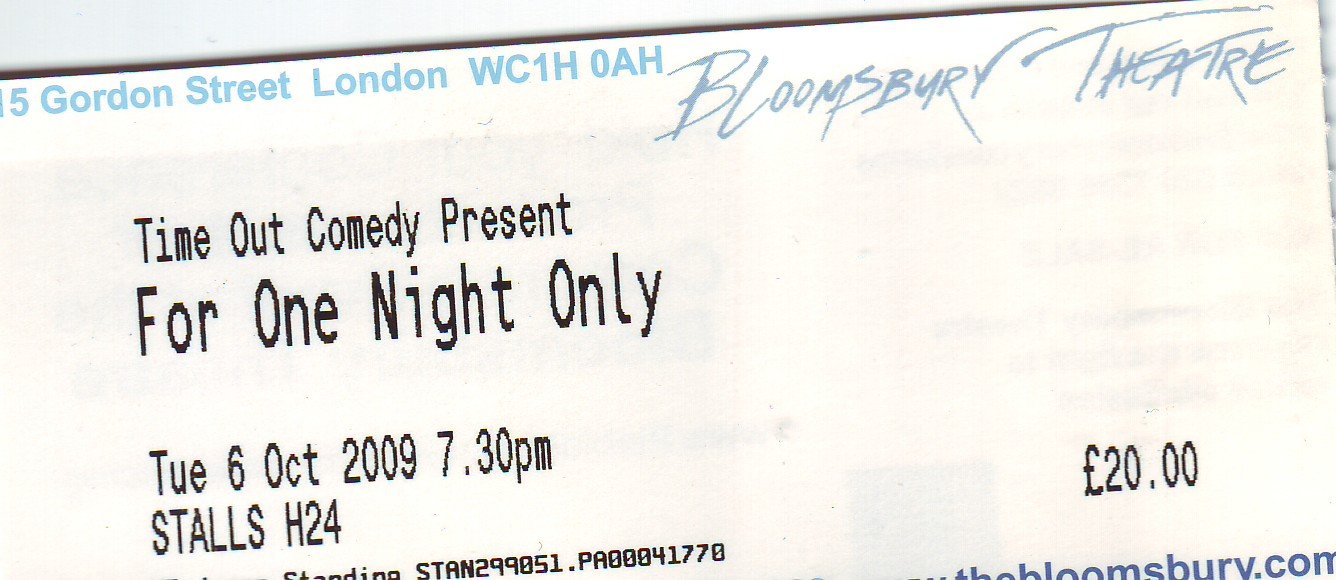 15 Gordon Street London WC1H 0AH
BLOOMSBURY THEATRE
Time Out Comedy Present
For One Night Only
Tue 6 Oct 2009 7.30pm
£20.00
STALLS H24
Standing STAN299051.PA00041770
thebloomsbury.com